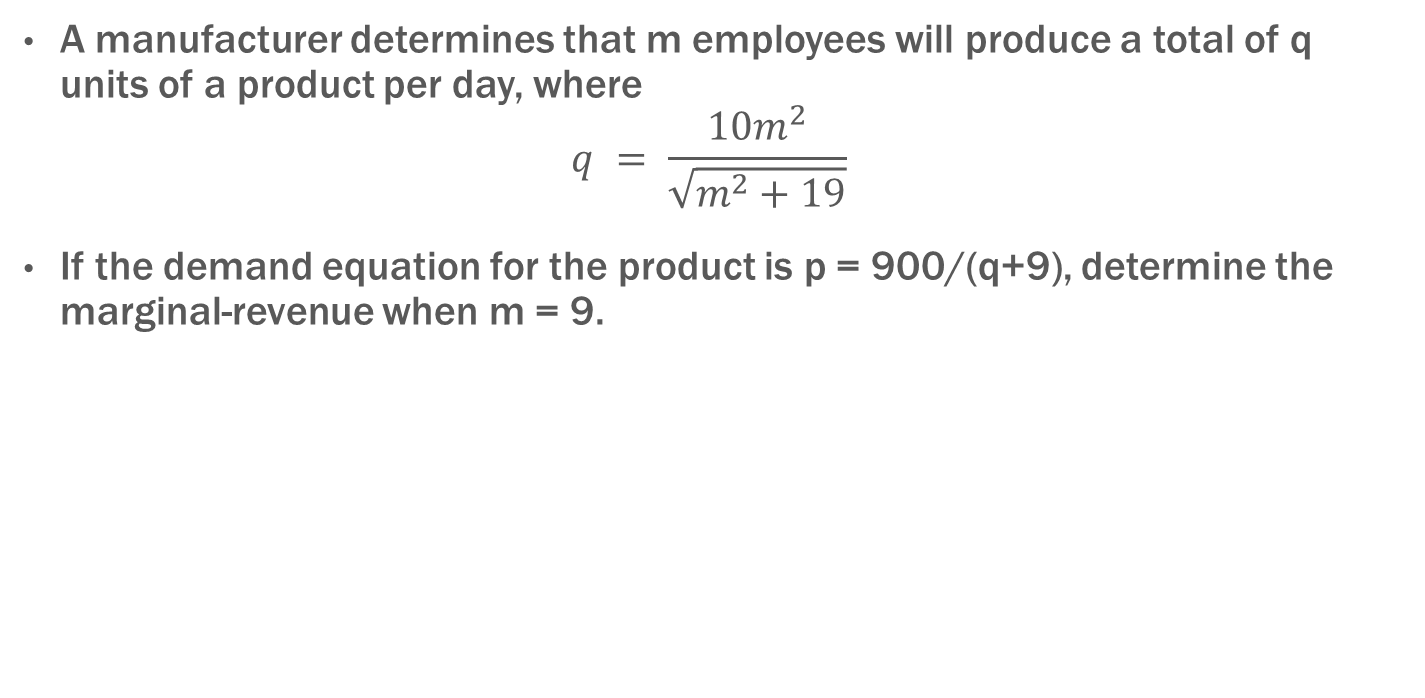 • A manufacturer determines that m employees will produce a total of q
units of a product per day, where
q = 10m² / √(m² + 19)
• If the demand equation for the product is p = 900/(q+9), determine the
marginal-revenue when m = 9.